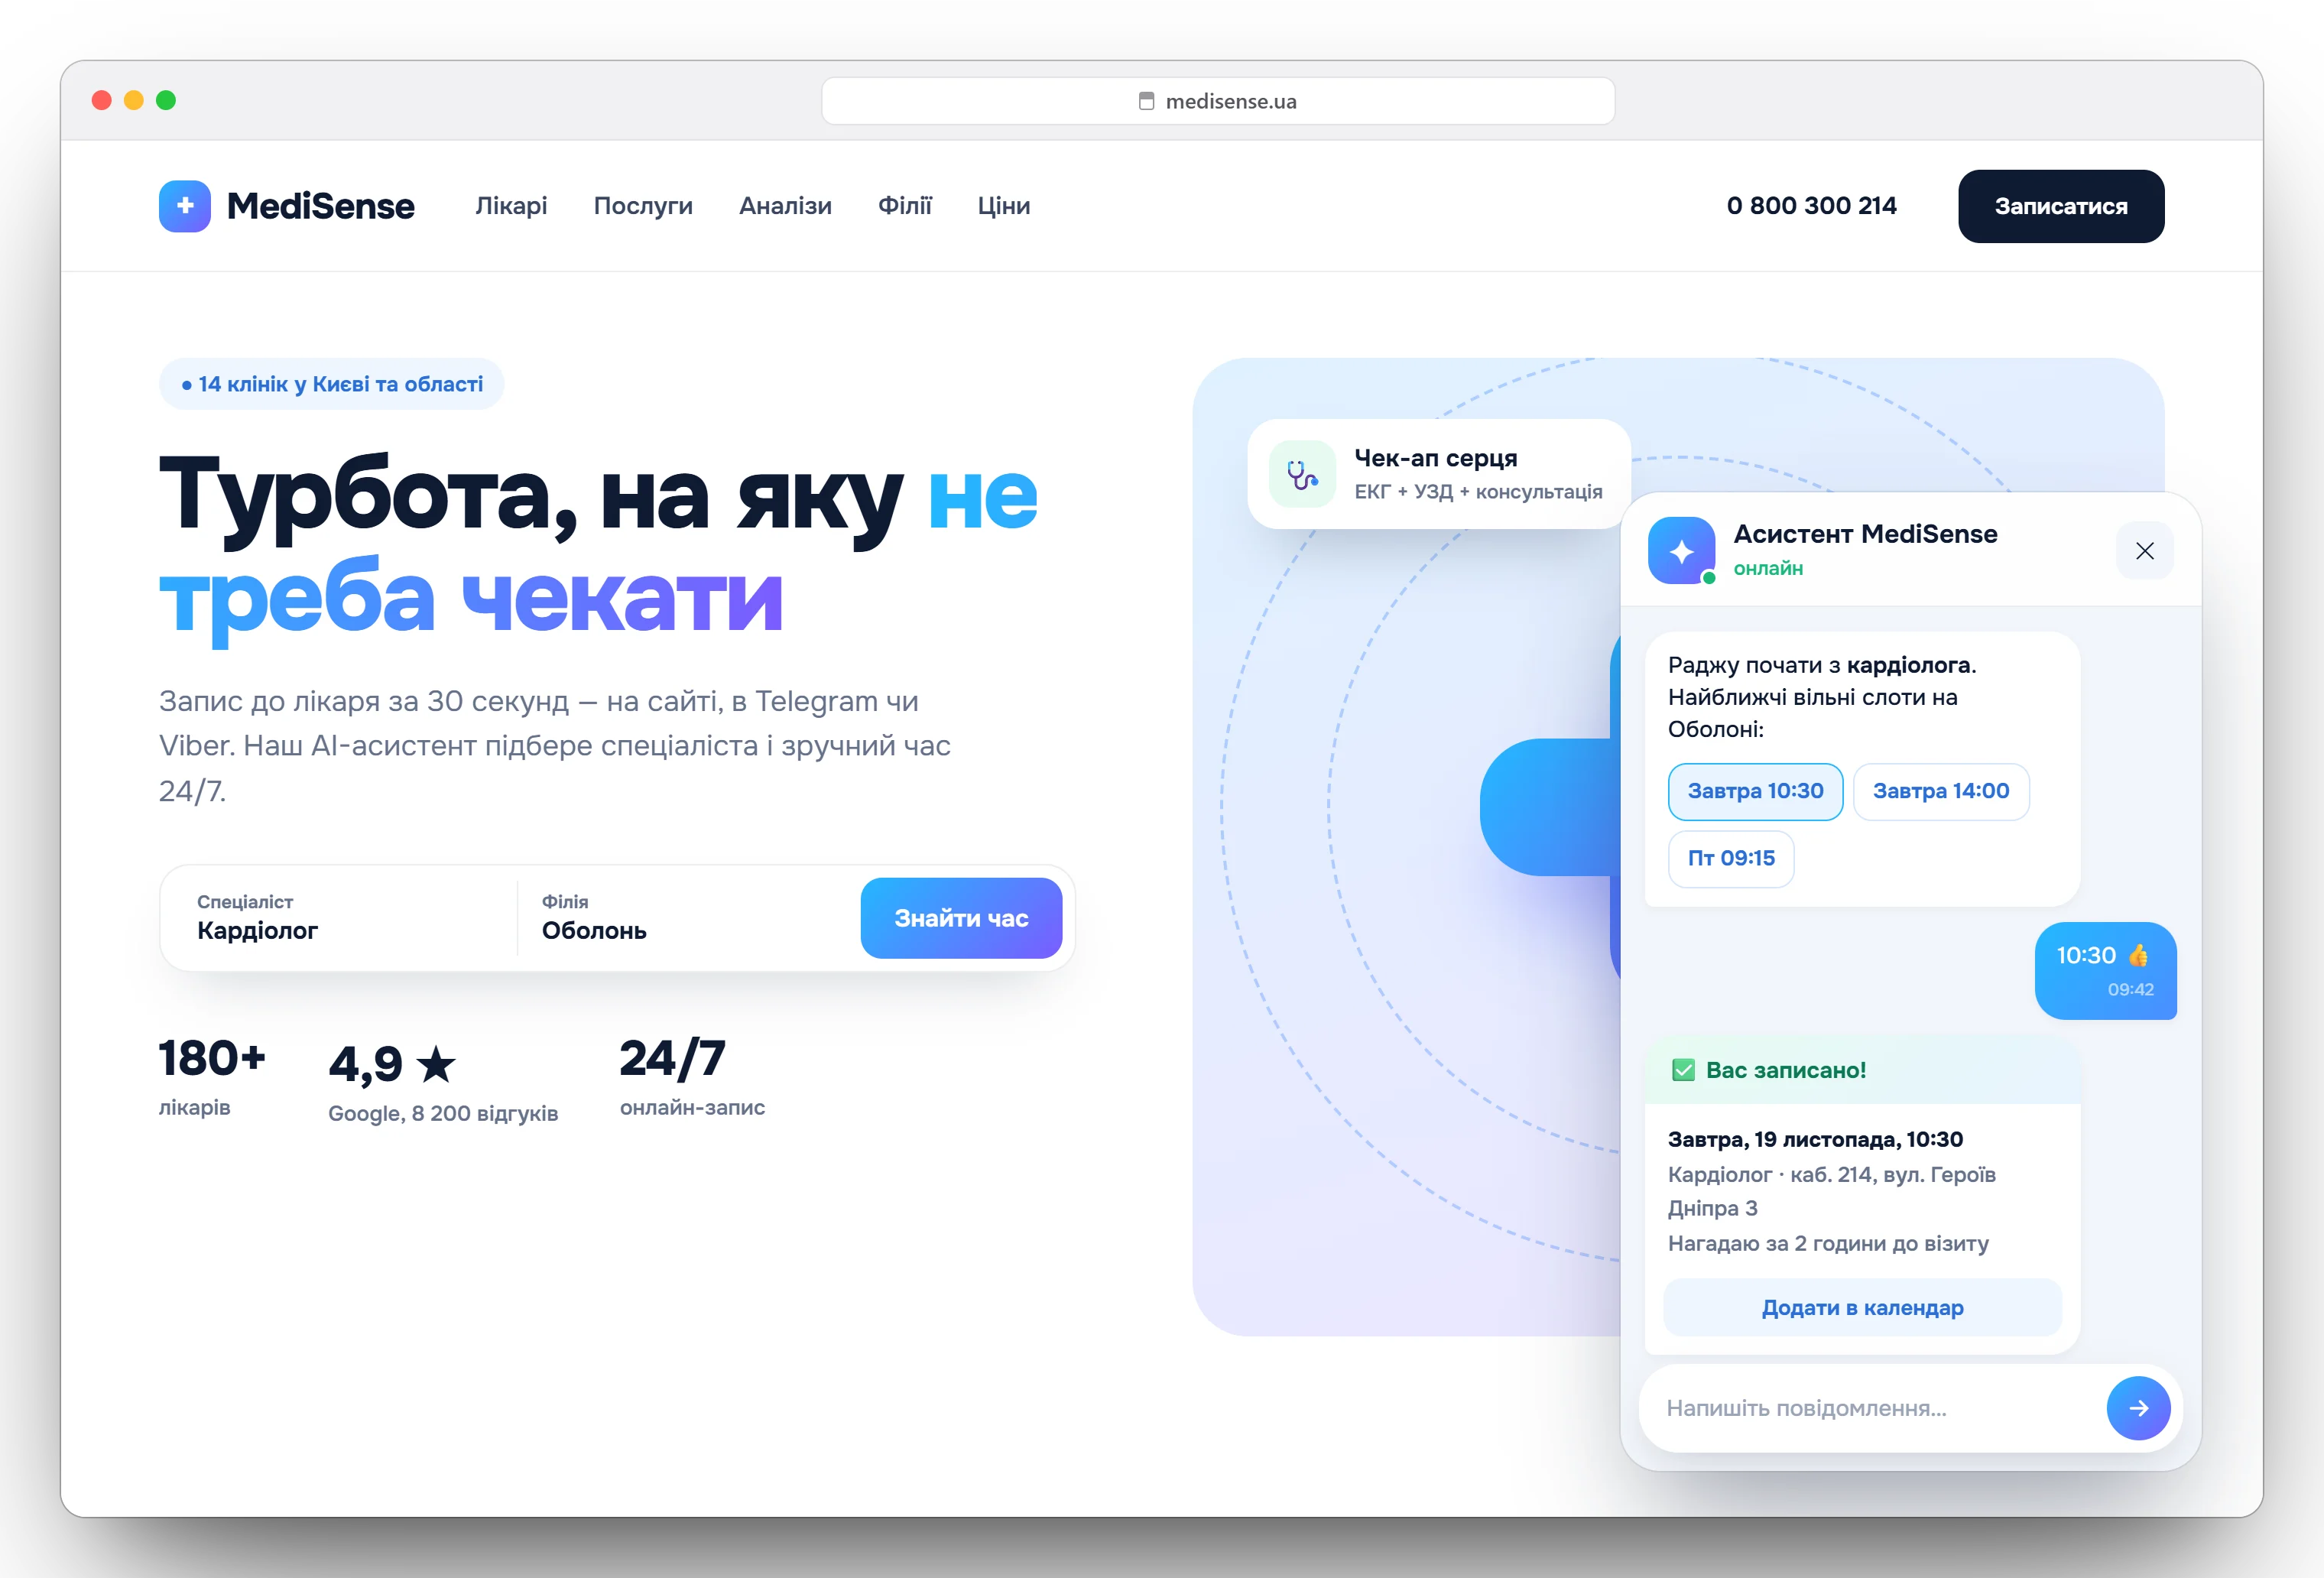 medisense.ua
MediSense
Лікарі
Послуги
Аналізи
Філії
Ціни
0 800 300 214
Записатися
● 14 клінік у Києві та області
Турбота, на яку не
треба чекати
Запис до лікаря за 30 секунд — на сайті, в Telegram чи
Viber. Наш AI-асистент підбере спеціаліста і зручний час
24/7.
Спеціаліст
Кардіолог
Філія
Оболонь
Знайти час
180+
лікарів
4,9 ★
Google, 8 200 відгуків
24/7
онлайн-запис
Чек-ап серця
ЕКГ + УЗД + консультація
Асистент MediSense
онлайн
Раджу почати з кардіолога.
Найближчі вільні слоти на
Оболоні:
Завтра 10:30
Завтра 14:00
Пт 09:15
10:30 👍
09:42
✅ Вас записано!
Завтра, 19 листопада, 10:30
Кардіолог · каб. 214, вул. Героїв
Дніпра 3
Нагадаю за 2 години до візиту
Додати в календар
Напишіть повідомлення...